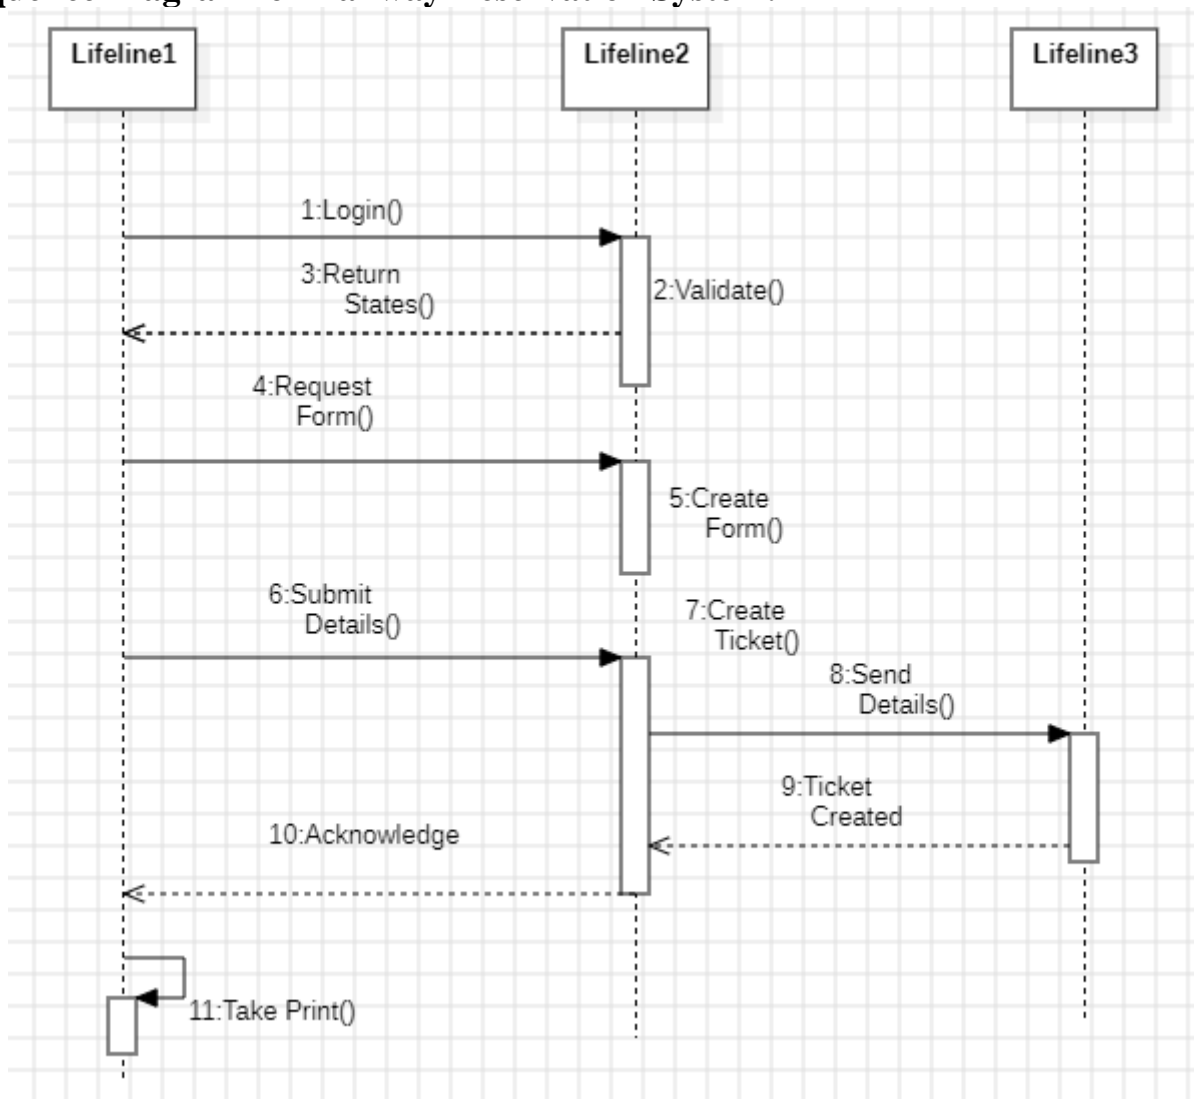 Lifeline1
Lifeline2
Lifeline3
1:Login()
3:Return
States()
2:Validate()
4:Request
Form()
5:Create
Form()
6:Submit
Details()
7:Create
Ticket()
8:Send
Details()
9:Ticket
Created
10:Acknowledge
11:Take Print()